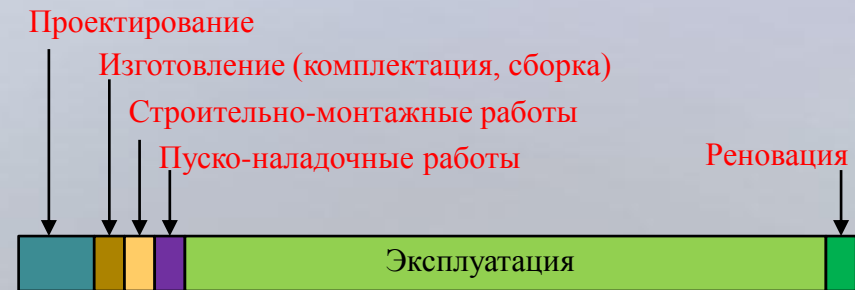 Проектирование
Изготовление (комплектация, сборка)
Строительно-монтажные работы
Пуско-наладочные работы
Реновация
Эксплуатация